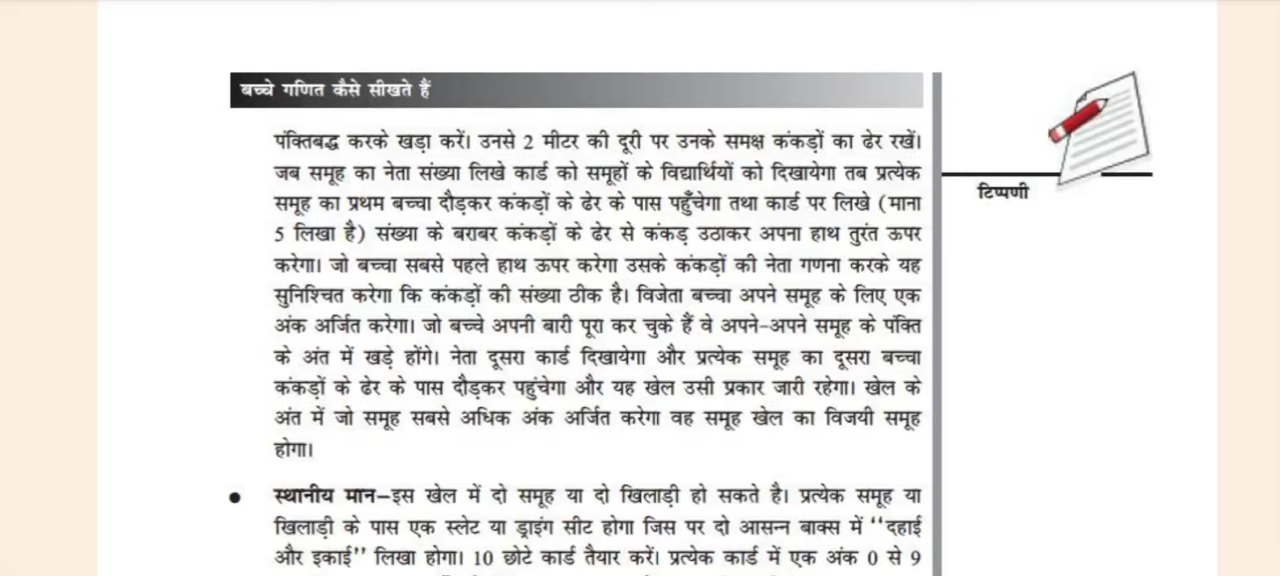 बच्चे गणित कैसे सीखते हैं
पंक्तिबद्ध करके खड़ा करें। उनसे 2 मीटर की दूरी पर उनके समक्ष कंकड़ों का ढेर रखें।
जब समूह का नेता संख्या लिखे कार्ड को समूहों के विद्यार्थियों को दिखायेगा तब प्रत्येक
समूह का प्रथम बच्चा दौड़कर कंकड़ों के ढेर के पास पहुँचेगा तथा कार्ड पर लिखे (माना
5 लिखा है) संख्या के बराबर कंकड़ों के ढेर से कंकड़ उठाकर अपना हाथ तुरंत ऊपर
करेगा। जो बच्चा सबसे पहले हाथ ऊपर करेगा उसके कंकड़ों की नेता गणना करके यह
सुनिश्चित करेगा कि कंकड़ों की संख्या ठीक है। विजेता बच्चा अपने समूह के लिए एक
अंक अर्जित करेगा। जो बच्चे अपनी बारी पूरा कर चुके हैं वे अपने-अपने समूह के पंक्ति
के अंत में खड़े होंगे। नेता दूसरा कार्ड दिखायेगा और प्रत्येक समूह का दूसरा बच्चा
कंकड़ों के ढेर के पास दौड़कर पहुंचेगा और यह खेल उसी प्रकार जारी रहेगा। खेल के
अंत में जो समूह सबसे अधिक अंक अर्जित करेगा वह समूह खेल का विजयी समूह
होगा।
टिप्पणी
● स्थानीय मान–इस खेल में दो समूह या दो खिलाड़ी हो सकते है। प्रत्येक समूह या
खिलाड़ी के पास एक स्लेट या ड्राइंग सीट होगा जिस पर दो आसन्न बाक्स में ‘‘दहाई
और इकाई’’ लिखा होगा। 10 छोटे कार्ड तैयार करें। प्रत्येक कार्ड में एक अंक 0 से 9